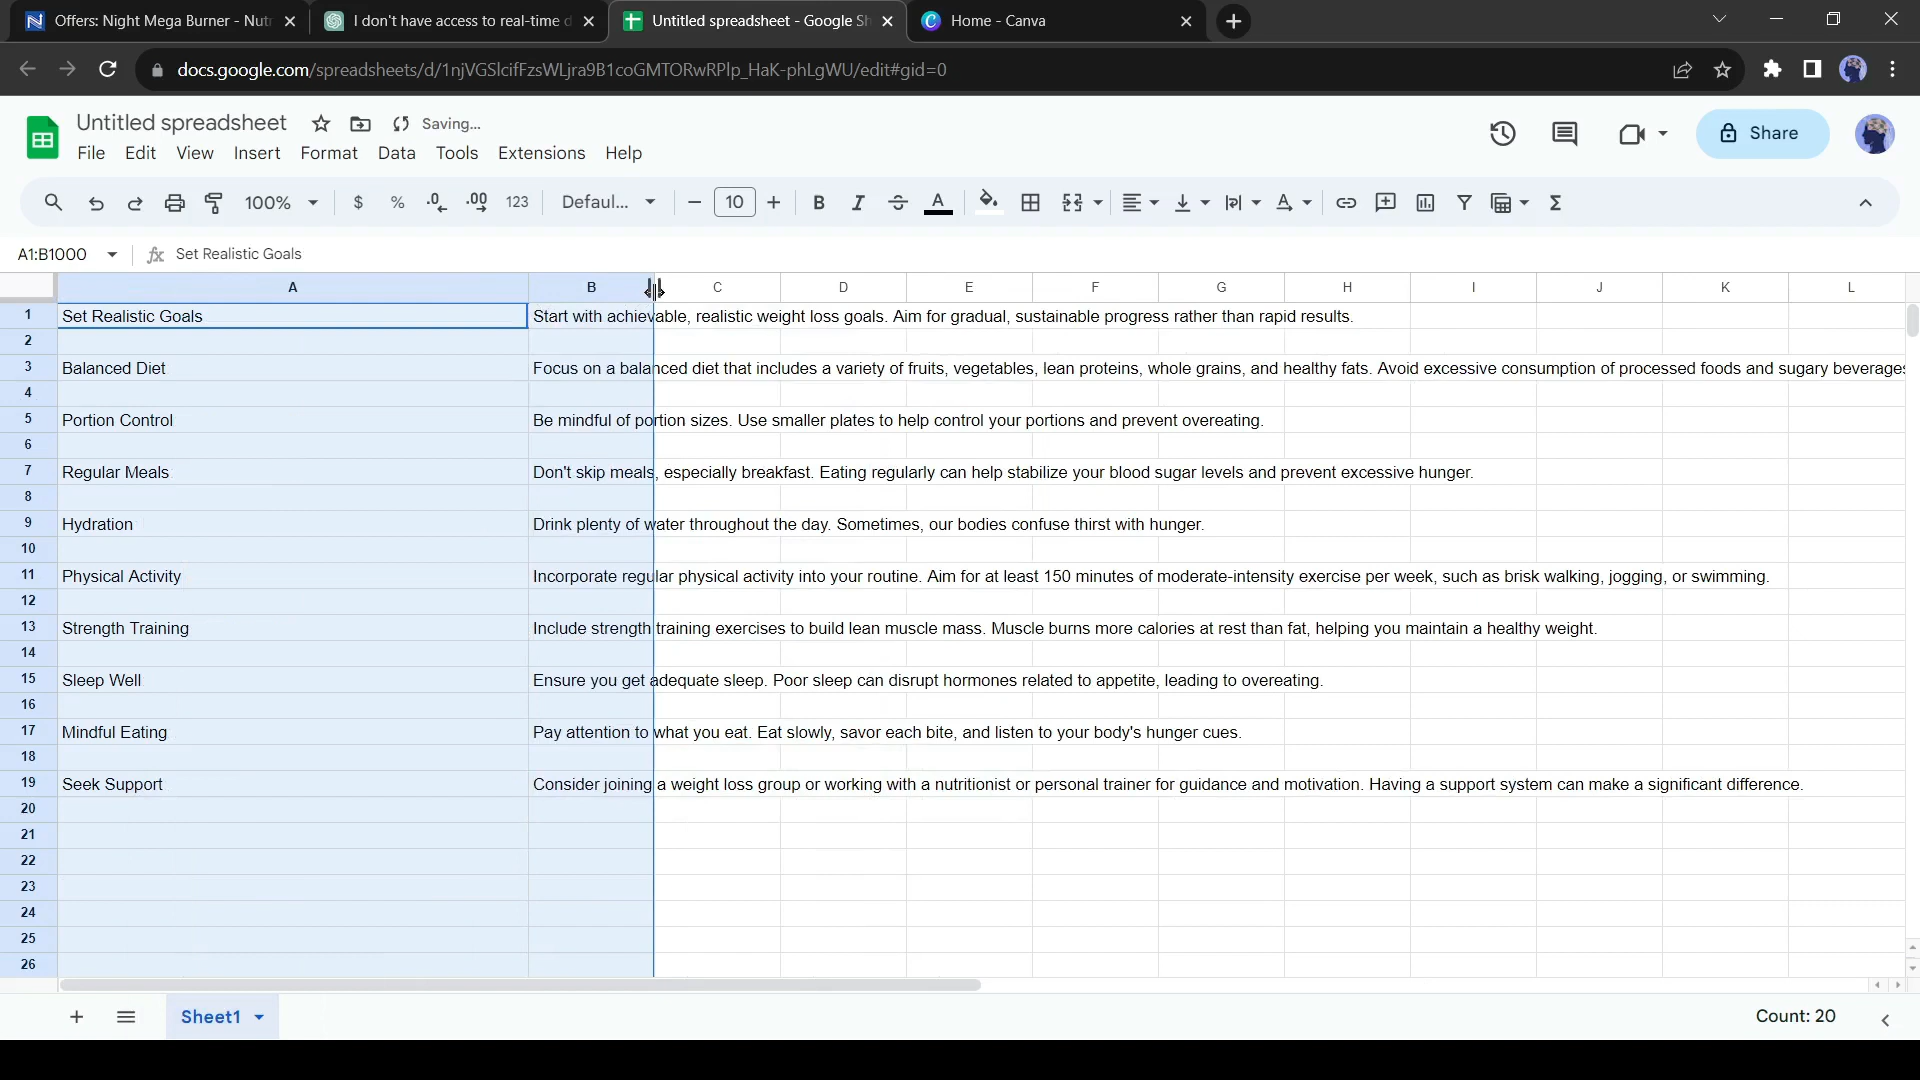 Offers: Night Mega Burner - Nutr
I don't have access to real-time d
Untitled spreadsheet - Google Sh
Home - Canva
docs.google.com/spreadsheets/d/1njVGSlcifFzsWLjra9B1coGMTORwRPlp_HaK-phLgWU/edit#gid=0
Untitled spreadsheet
Saving...
File Edit View Insert Format Data Tools Extensions Help
Share
100% $ % .0 .00 123 Defaul... 10 B I S A
A1:B1000 fx Set Realistic Goals
A B C D E F G H I J K L
1 Set Realistic Goals Start with achievable, realistic weight loss goals. Aim for gradual, sustainable progress rather than rapid results.
2
3 Balanced Diet Focus on a balanced diet that includes a variety of fruits, vegetables, lean proteins, whole grains, and healthy fats. Avoid excessive consumption of processed foods and sugary beverages
4
5 Portion Control Be mindful of portion sizes. Use smaller plates to help control your portions and prevent overeating.
6
7 Regular Meals Don't skip meals, especially breakfast. Eating regularly can help stabilize your blood sugar levels and prevent excessive hunger.
8
9 Hydration Drink plenty of water throughout the day. Sometimes, our bodies confuse thirst with hunger.
10
11 Physical Activity Incorporate regular physical activity into your routine. Aim for at least 150 minutes of moderate-intensity exercise per week, such as brisk walking, jogging, or swimming.
12
13 Strength Training Include strength training exercises to build lean muscle mass. Muscle burns more calories at rest than fat, helping you maintain a healthy weight.
14
15 Sleep Well Ensure you get adequate sleep. Poor sleep can disrupt hormones related to appetite, leading to overeating.
16
17 Mindful Eating Pay attention to what you eat. Eat slowly, savor each bite, and listen to your body's hunger cues.
18
19 Seek Support Consider joining a weight loss group or working with a nutritionist or personal trainer for guidance and motivation. Having a support system can make a significant difference.
20
21
22
23
24
25
26
Sheet1
Count: 20